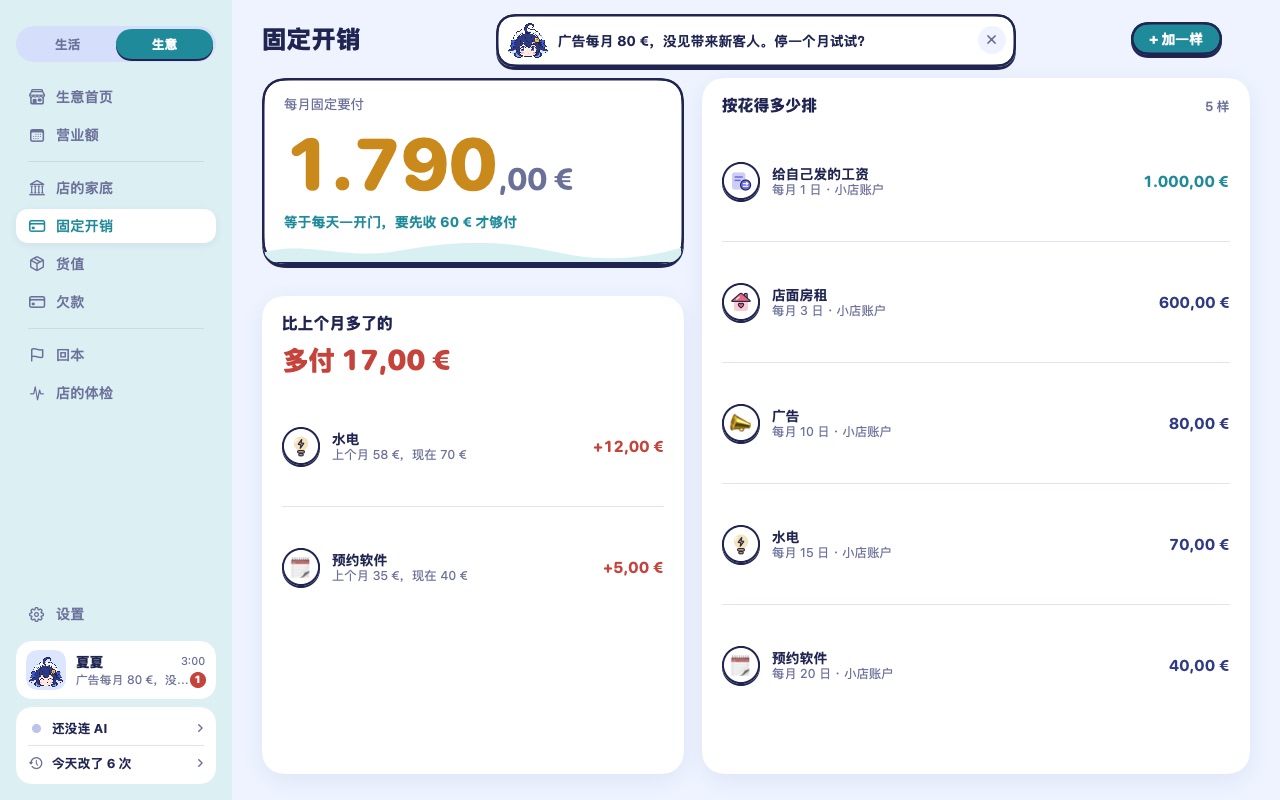 生活
生意
生意首页
营业额
店的家底
固定开销
货值
欠款
回本
店的体检
设置
夏夏
3:00
广告每月 80 €，没…
1
还没连 AI
今天改了 6 次
固定开销
广告每月 80 €，没见带来新客人。停一个月试试？
+ 加一样
每月固定要付
1.790,00 €
等于每天一开门，要先收 60 € 才够付
比上个月多了的
多付 17,00 €
水电
上个月 58 €，现在 70 €
+12,00 €
预约软件
上个月 35 €，现在 40 €
+5,00 €
按花得多少排
5 样
给自己发的工资
每月 1 日 · 小店账户
1.000,00 €
店面房租
每月 3 日 · 小店账户
600,00 €
广告
每月 10 日 · 小店账户
80,00 €
水电
每月 15 日 · 小店账户
70,00 €
预约软件
每月 20 日 · 小店账户
40,00 €